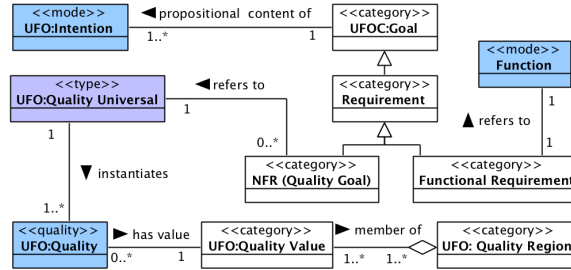 <<mode>>
UFO:Intention
◀ propositional content of
1..*
1
<<category>>
UFOC:Goal
<<mode>>
Function
<<type>>
UFO:Quality Universal
◀ refers to
1
0..*
<<category>>
Requirement
1
▲ refers to
1
1
▼ instantiates
1..*
<<category>>
NFR (Quality Goal)
<<category>>
Functional Requirement
<<quality>>
UFO:Quality
▶ has value
0..*
1
<<category>>
UFO:Quality Value
▶ member of
1..*
1..*
<<category>>
UFO: Quality Region